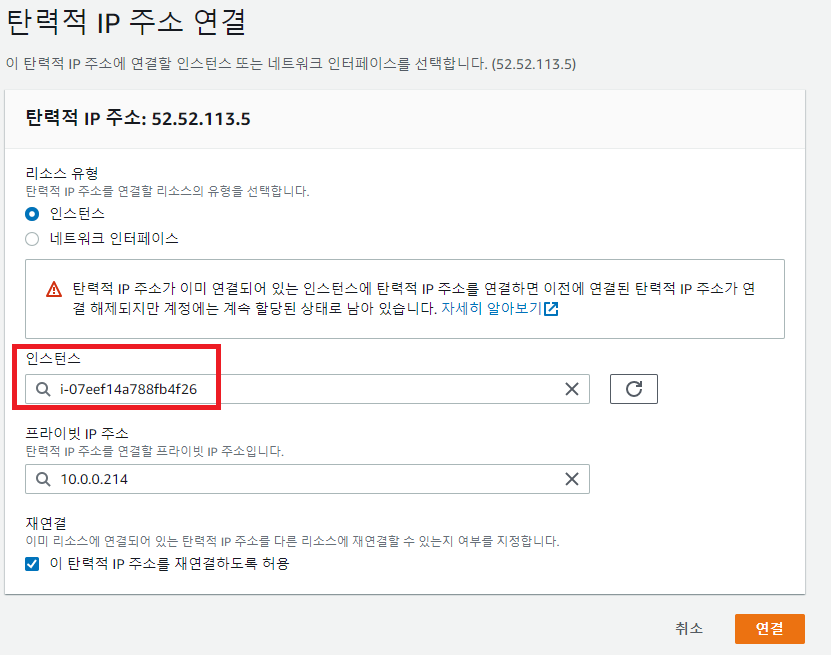 탄력적 IP 주소 연결
이 탄력적 IP 주소에 연결할 인스턴스 또는 네트워크 인터페이스를 선택합니다. (52.52.113.5)
탄력적 IP 주소: 52.52.113.5
리소스 유형
탄력적 IP 주소를 연결할 리소스의 유형을 선택합니다.
인스턴스
네트워크 인터페이스
탄력적 IP 주소가 이미 연결되어 있는 인스턴스에 탄력적 IP 주소를 연결하면 이전에 연결된 탄력적 IP 주소가 연
결 해제되지만 계정에는 계속 할당된 상태로 남아 있습니다. 자세히 알아보기
인스턴스
i-07eef14a788fb4f26
프라이빗 IP 주소
탄력적 IP 주소를 연결할 프라이빗 IP 주소입니다.
10.0.0.214
재연결
이미 리소스에 연결되어 있는 탄력적 IP 주소를 다른 리소스에 재연결할 수 있는지 여부를 지정합니다.
이 탄력적 IP 주소를 재연결하도록 허용
취소
연결